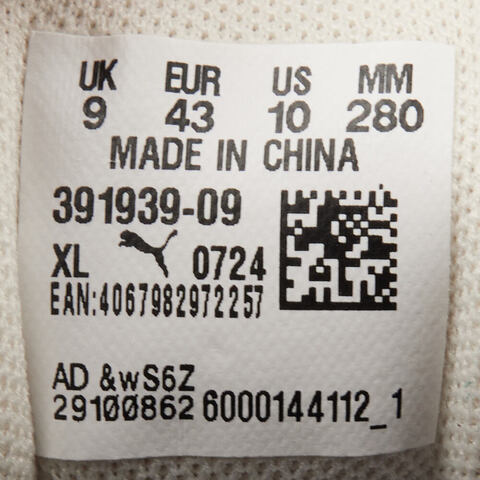 UK EUR US MM
9 43 10 280
MADE IN CHINA
391939-09
XL 0724
EAN:4067982972257
AD &wS6Z
29100862 6000144112_1